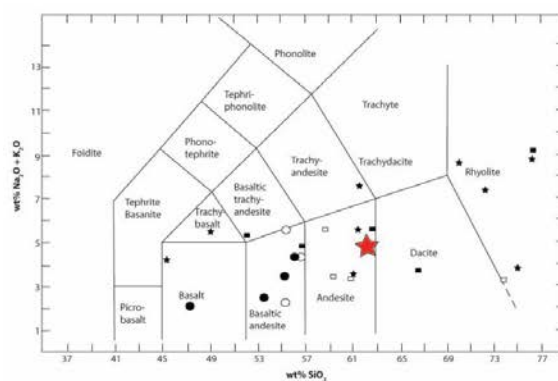 Phonolite
Tephri-
phonolite
Foidite
Phono-
tephrite
Trachyte
Trachy-
andesite
Trachydacite
Rhyolite
Tephrite
Basanite
Trachy-
basalt
Basaltic
trachy-
andesite
Picro-
basalt
Basalt
Basaltic
andesite
Andesite
Dacite
wt% Na₂O + K₂O
13
11
9
7
5
3
1
37 41 45 49 53 57 61 65 69 73 77
wt% SiO₂